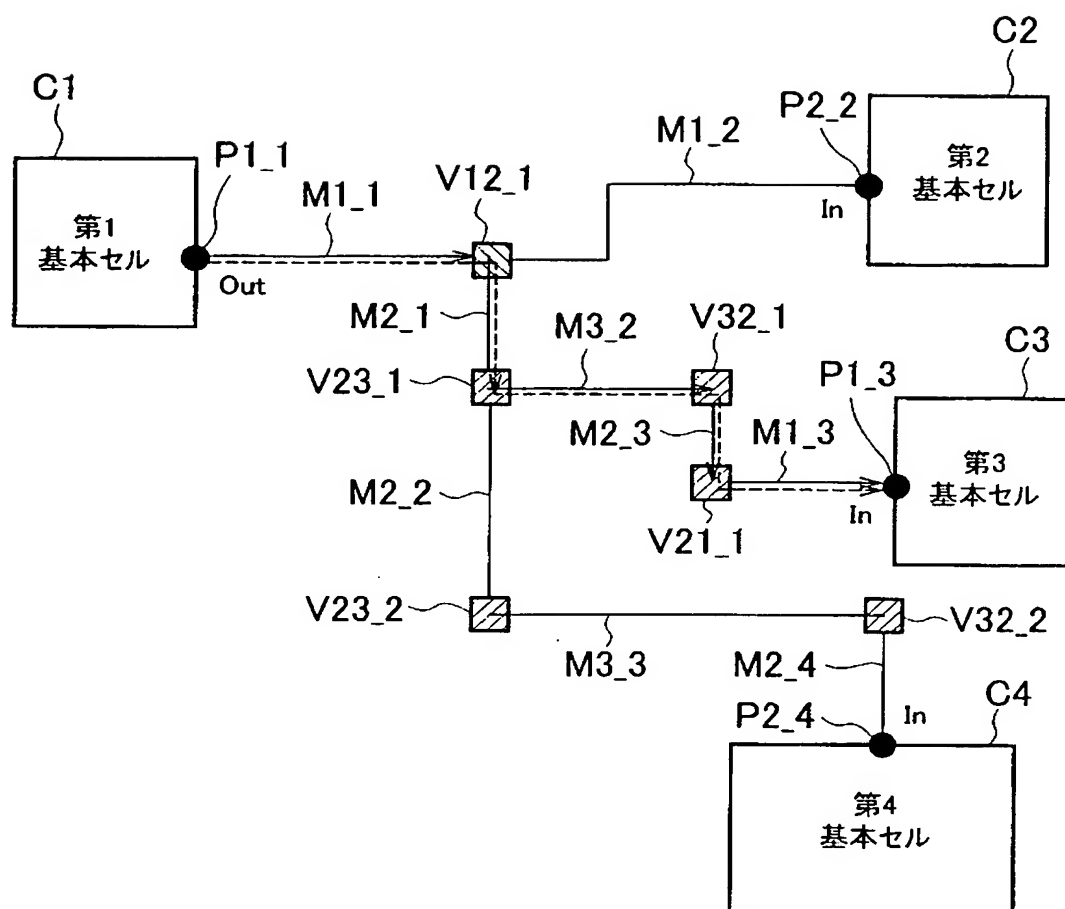 C2
C1
P2_2
P1_1
M1_2
V12_1
M1_1
第2
基本セル
第1
基本セル
In
Out
M2_1
M3_2
V32_1
C3
V23_1
P1_3
M2_3
M1_3
第3
基本セル
M2_2
In
V21_1
V23_2
V32_2
M3_3
M2_4
C4
P2_4
In
第4
基本セル